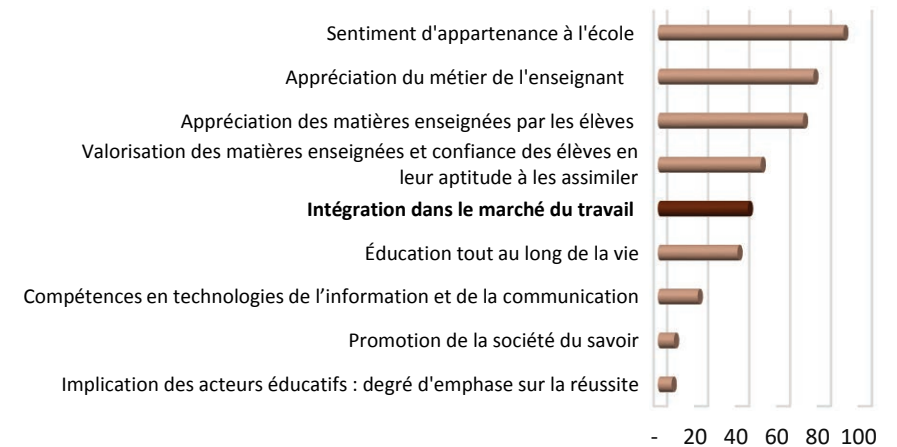 Sentiment d'appartenance à l'école
Appréciation du métier de l'enseignant
Appréciation des matières enseignées par les élèves
Valorisation des matières enseignées et confiance des élèves en
leur aptitude à les assimiler
Intégration dans le marché du travail
Éducation tout au long de la vie
Compétences en technologies de l’information et de la communication
Promotion de la société du savoir
Implication des acteurs éducatifs : degré d'emphase sur la réussite
- 20 40 60 80 100